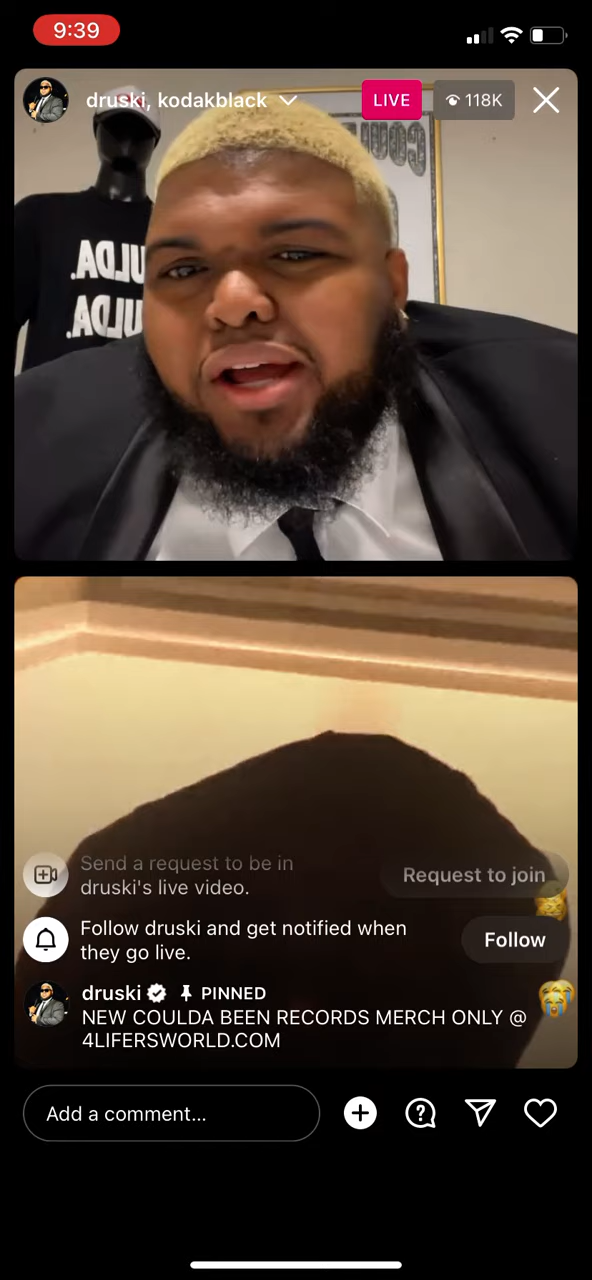 9:39
druski, kodakblack
LIVE
118K
COUL
ULDA.
ULDA.
Send a request to be in
druski's live video.
Request to join
Follow druski and get notified when
they go live.
Follow
druski PINNED
NEW COULDA BEEN RECORDS MERCH ONLY @
4LIFERSWORLD.COM
Add a comment...